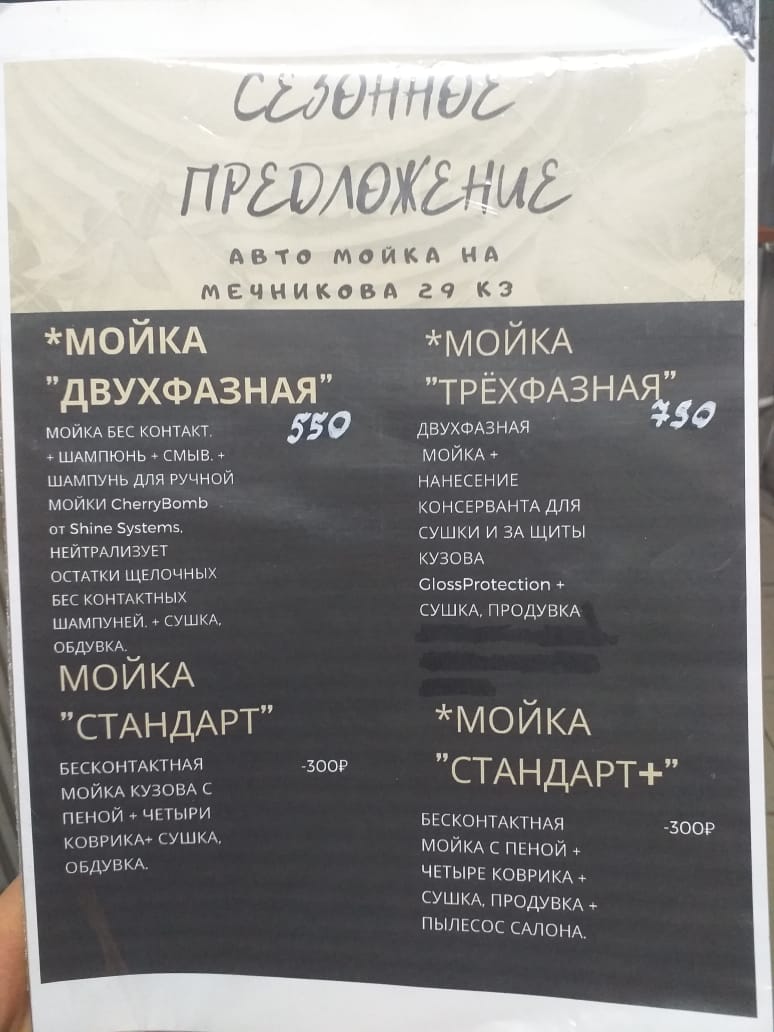 СЕЗОННОЕ
ПРЕДЛОЖЕНИЕ
АВТО МОЙКА НА
МЕЧНИКОВА 29 КЗ
*МОЙКА
"ДВУХФАЗНАЯ"
550
МОЙКА БЕС КОНТАКТ.
+ ШАМПЮНЬ + СМЫВ. +
ШАМПУНЬ ДЛЯ РУЧНОЙ
МОЙКИ CherryBomb
от Shine Systems,
НЕЙТРАЛИЗУЕТ
ОСТАТКИ ЩЕЛОЧНЫХ
БЕС КОНТАКТНЫХ
ШАМПУНЕЙ. + СУШКА,
ОБДУВКА.
*МОЙКА
"ТРЁХФАЗНАЯ"
750
ДВУХФАЗНАЯ
МОЙКА +
НАНЕСЕНИЕ
КОНСЕРВАНТА ДЛЯ
СУШКИ И ЗА ЩИТЫ
КУЗОВА
GlossProtection +
СУШКА, ПРОДУВКА
МОЙКА
"СТАНДАРТ"
БЕСКОНТАКТНАЯ -300₽
МОЙКА КУЗОВА С
ПЕНОЙ + ЧЕТЫРИ
КОВРИКА+ СУШКА,
ОБДУВКА.
*МОЙКА
"СТАНДАРТ+"
БЕСКОНТАКТНАЯ -300₽
МОЙКА С ПЕНОЙ +
ЧЕТЫРЕ КОВРИКА +
СУШКА, ПРОДУВКА +
ПЫЛЕСОС САЛОНА.